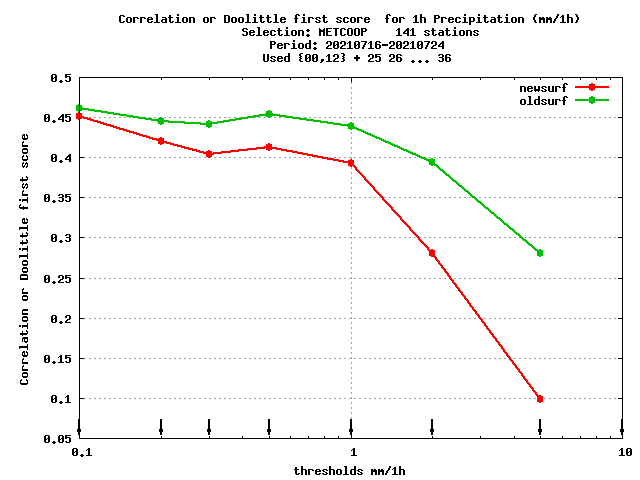 Correlation or Doolittle first score  for 1h Precipitation (mm/1h)
Selection: METCOOP    141 stations
Period: 20210716-20210724
Used {00,12} + 25 26 ... 36
newsurf
oldsurf
Correlation or Doolittle first score
0.5
0.45
0.4
0.35
0.3
0.25
0.2
0.15
0.1
0.05
0.1 1 10
thresholds mm/1h